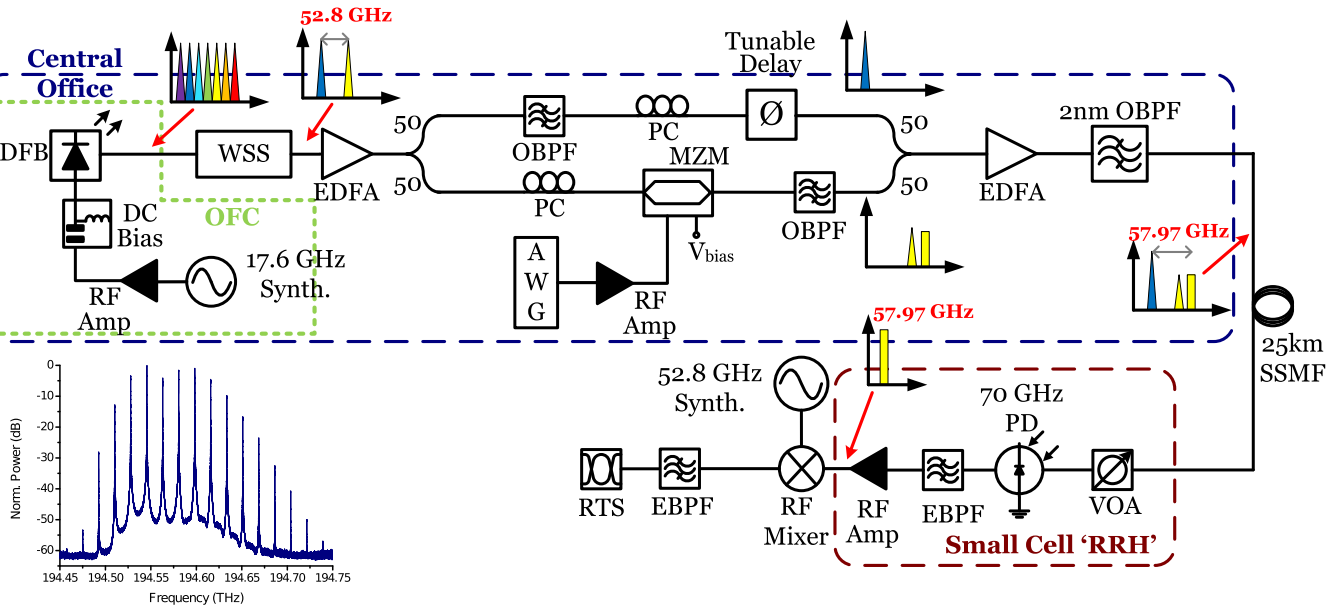 52.8 GHz
Central
Office
Tunable
Delay
DFB
WSS
EDFA
50
50
OBPF
PC
Ø
PC
MZM
OBPF
50
50
EDFA
2nm OBPF
OFC
DC
Bias
RF
Amp
17.6 GHz
Synth.
A
W
G
RF
Amp
Vbias
57.97 GHz
25km
SSMF
57.97 GHz
52.8 GHz
Synth.
70 GHz
PD
RTS
EBPF
RF
Mixer
RF
Amp
EBPF
VOA
Small Cell ‘RRH’
Norm. Power (dB)
0
-10
-20
-30
-40
-50
-60
194.45 194.50 194.55 194.60 194.65 194.70 194.75
Frequency (THz)